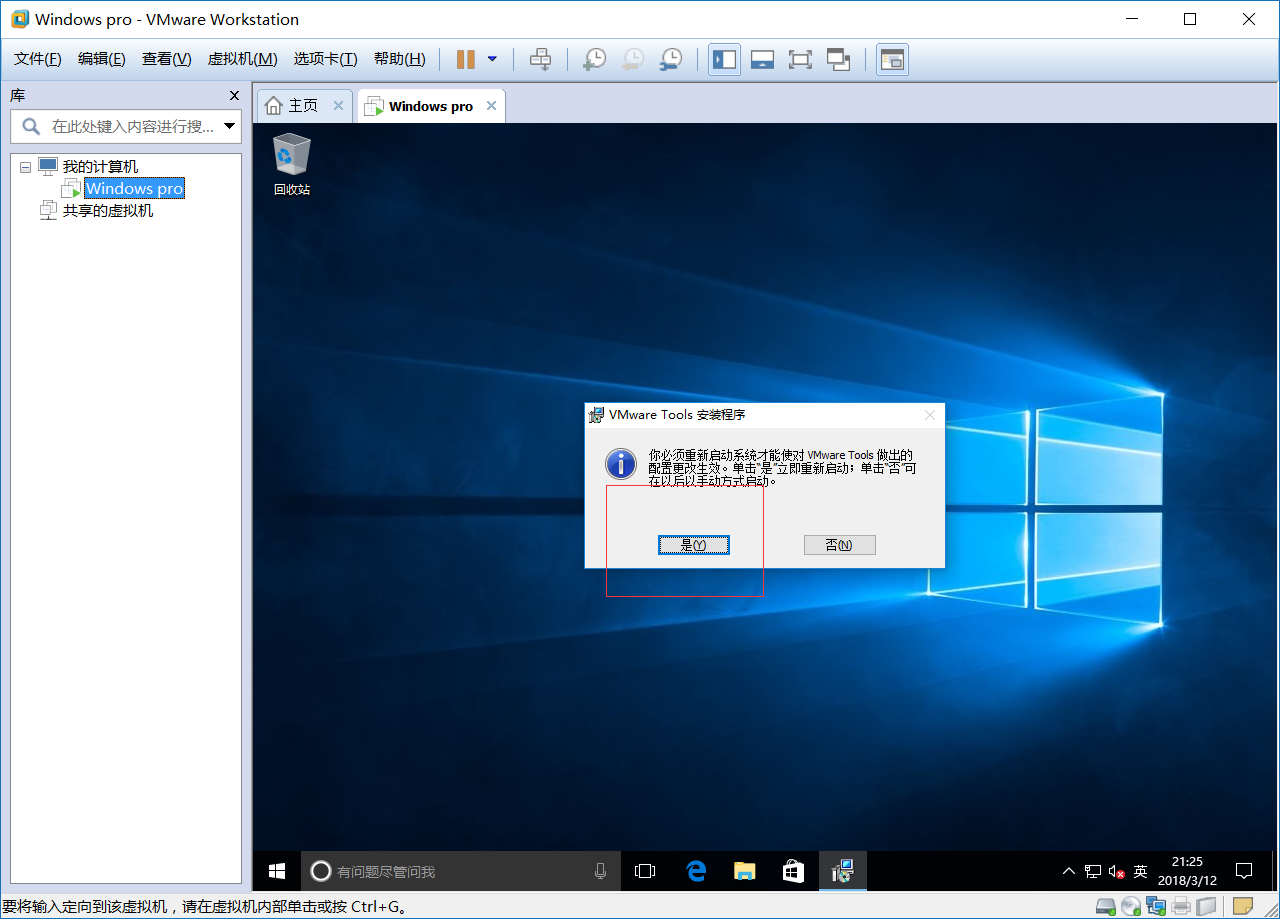 Windows pro - VMware Workstation
文件(F) 编辑(E) 查看(V) 虚拟机(M) 选项卡(T) 帮助(H)
库
在此处键入内容进行搜...
我的计算机
Windows pro
共享的虚拟机
主页
Windows pro
回收站
VMware Tools 安装程序
你必须重新启动系统才能使对 VMware Tools 做出的
配置更改生效。单击“是”立即重新启动；单击“否”可
在以后以手动方式启动。
是(Y) 否(N)
有问题尽管问我
英
21:25
2018/3/12
要将输入定向到该虚拟机，请在虚拟机内部单击或按 Ctrl+G。